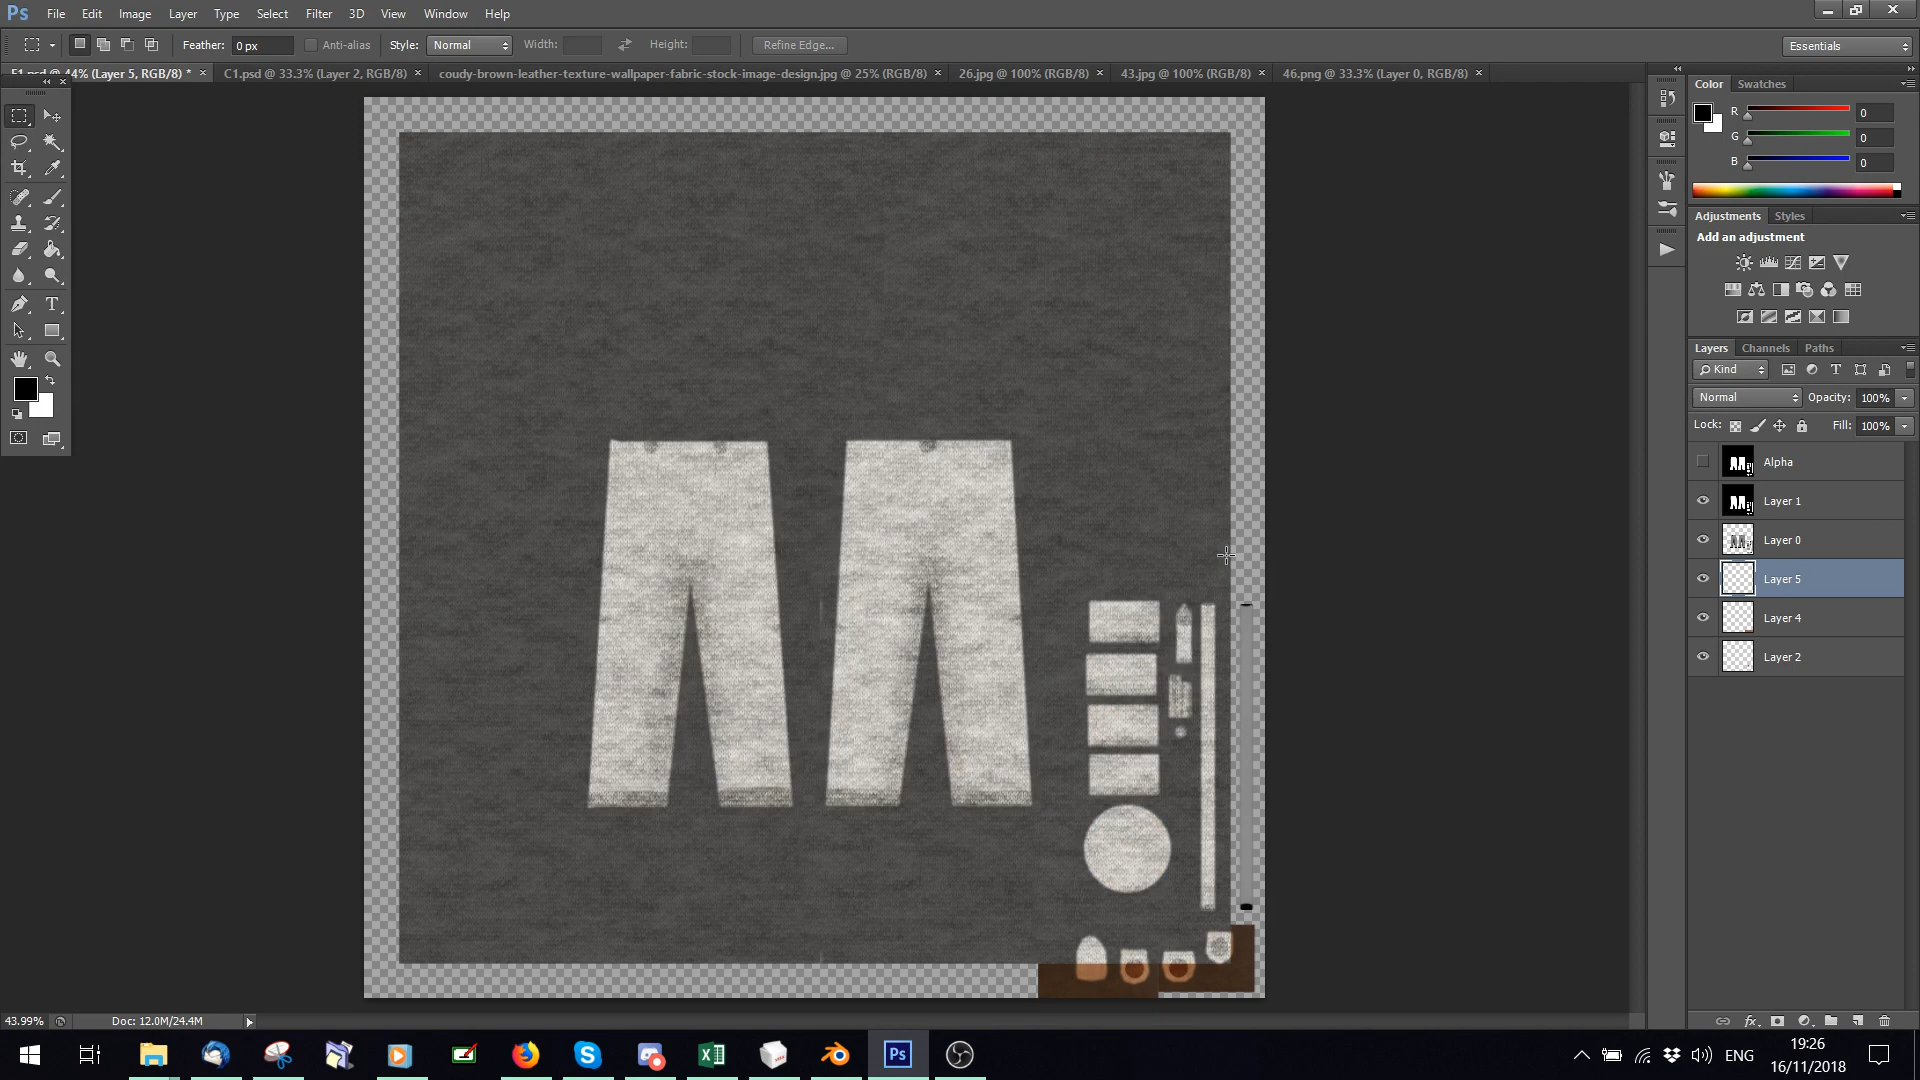 Ps File Edit Image Layer Type Select Filter 3D View Window Help
Feather: 0 px Anti-alias Style: Normal Width: Height: Refine Edge... Essentials
F1.psd @ 44% (Layer 5, RGB/8) * × C1.psd @ 33.3% (Layer 2, RGB/8) × coudy-brown-leather-texture-wallpaper-fabric-stock-image-design.jpg @ 25% (RGB/8) × 26.jpg @ 100% (RGB/8) × 43.jpg @ 100% (RGB/8) × 46.png @ 33.3% (Layer 0, RGB/8) ×
Color Swatches
R 0
G 0
B 0
Adjustments Styles
Add an adjustment
Layers Channels Paths
Kind
Normal Opacity: 100%
Lock: Fill: 100%
Alpha
Layer 1
Layer 0
Layer 5
Layer 4
Layer 2
43.99% Doc: 12.0M/24.4M
Ps ENG 19:26
16/11/2018